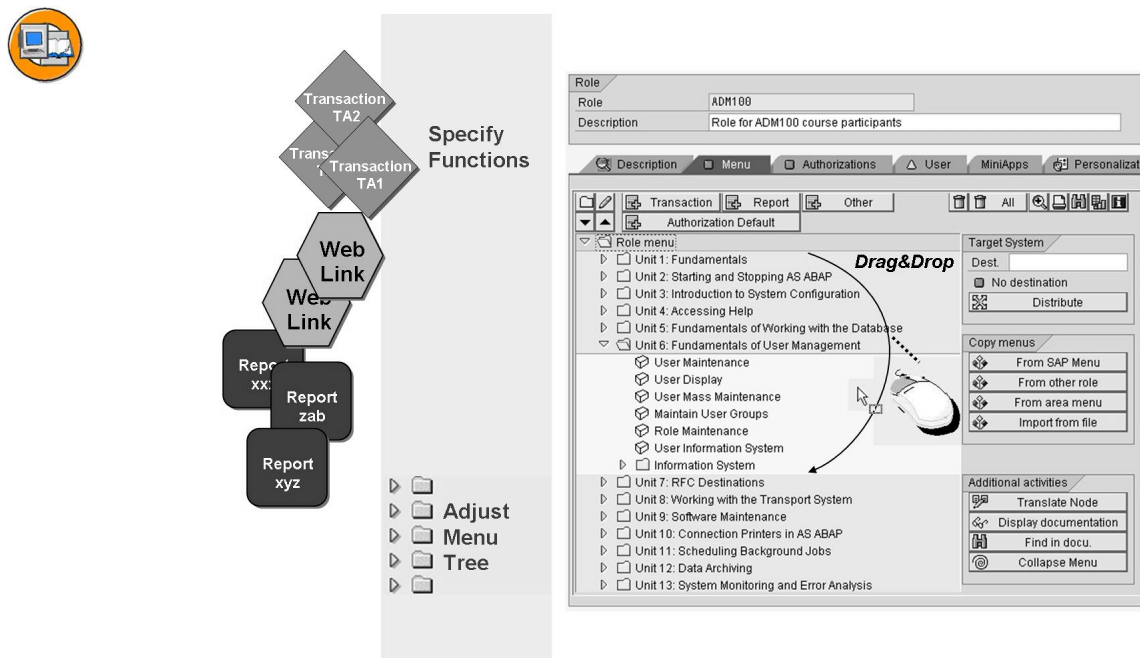 Transaction
TA2
Trans
Transaction
TA1
Web
Link
Web
Link
Report
zab
Report
xyz
Specify
Functions
Adjust
Menu
Tree
Role
Role ADM100
Description Role for ADM100 course participants
Description Menu Authorizations User MiniApps Personalizat
Transaction Report Other All
Authorization Default
Role menu
Unit 1: Fundamentals
Unit 2: Starting and Stopping AS ABAP
Unit 3: Introduction to System Configuration
Unit 4: Accessing Help
Unit 5: Fundamentals of Working with the Database
Unit 6: Fundamentals of User Management
User Maintenance
User Display
User Mass Maintenance
Maintain User Groups
Role Maintenance
User Information System
Information System
Unit 7: RFC Destinations
Unit 8: Working with the Transport System
Unit 9: Software Maintenance
Unit 10: Connection Printers in AS ABAP
Unit 11: Scheduling Background Jobs
Unit 12: Data Archiving
Unit 13: System Monitoring and Error Analysis
Drag&Drop
Target System
Dest.
No destination
Distribute
Copy menus
From SAP Menu
From other role
From area menu
Import from file
Additional activities
Translate Node
Display documentation
Find in docu.
Collapse Menu